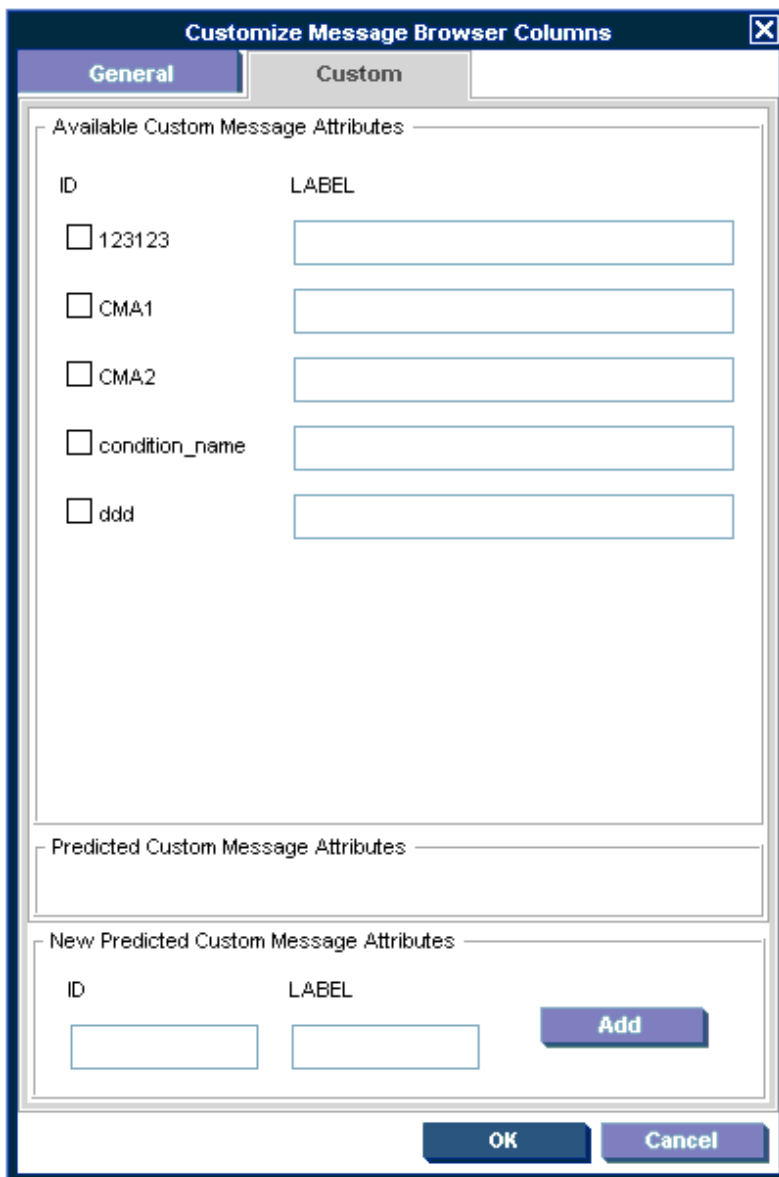 Customize Message Browser Columns
General Custom
Available Custom Message Attributes
ID LABEL
123123
CMA1
CMA2
condition_name
ddd
Predicted Custom Message Attributes
New Predicted Custom Message Attributes
ID LABEL
Add
OK Cancel